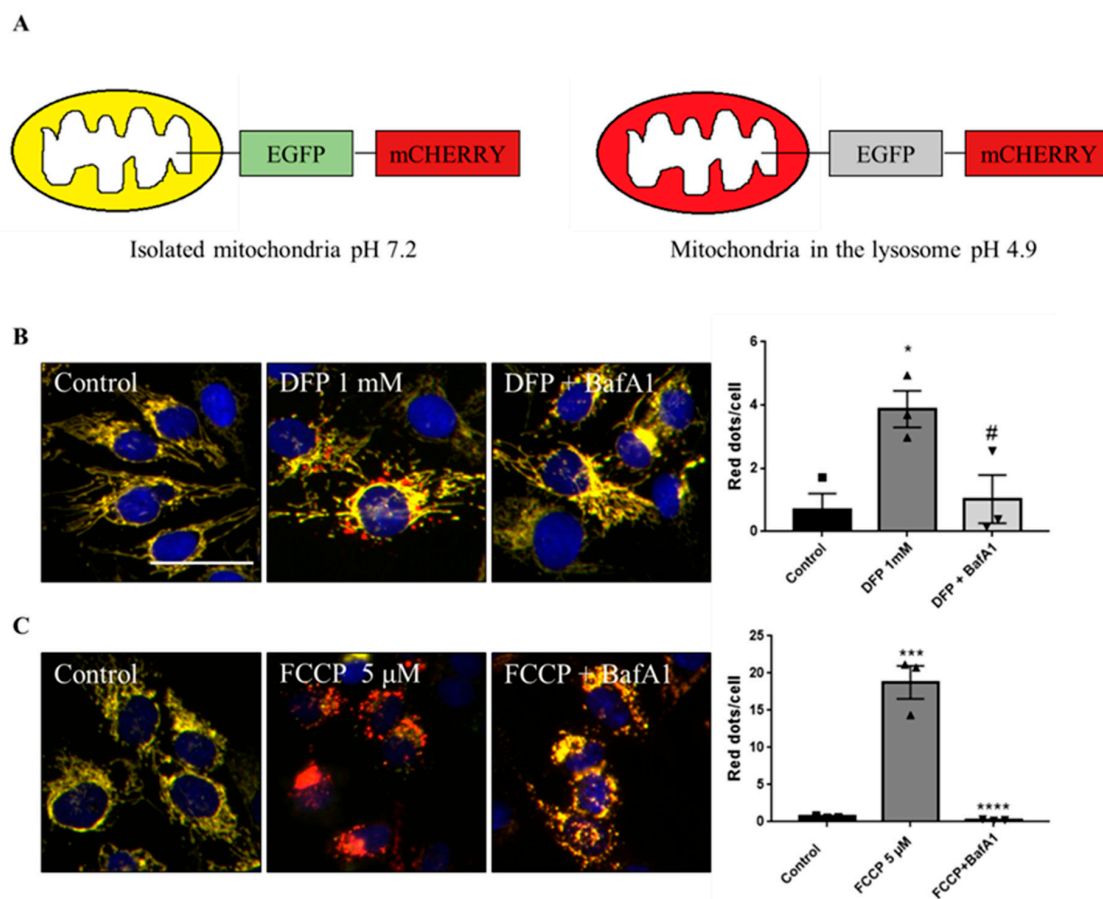 A
EGFP
mCHERRY
EGFP
mCHERRY
Isolated mitochondria pH 7.2
Mitochondria in the lysosome pH 4.9
B
Control
DFP 1 mM
DFP + BafA1
Red dots/cell
6
4
2
0
*
#
Control
DFP 1mM
DFP + BafA1
C
Control
FCCP 5 μM
FCCP + BafA1
Red dots/cell
25
20
15
10
5
0
***
****
Control
FCCP 5 μM
FCCP+BafA1